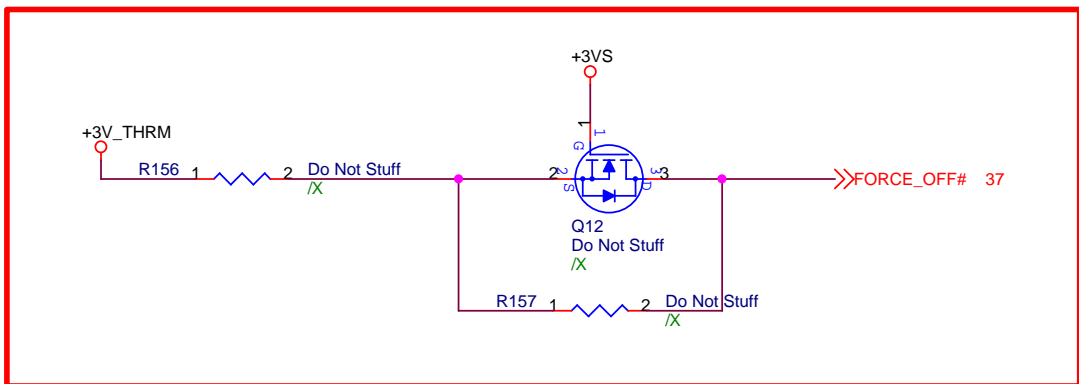 +3VS
+3V_THRM
1
1
G
R156 1 2 Do Not Stuff
/X
2 2 S 3 D 3
FORCE_OFF# 37
Q12
Do Not Stuff
/X
R157 1 2 Do Not Stuff
/X